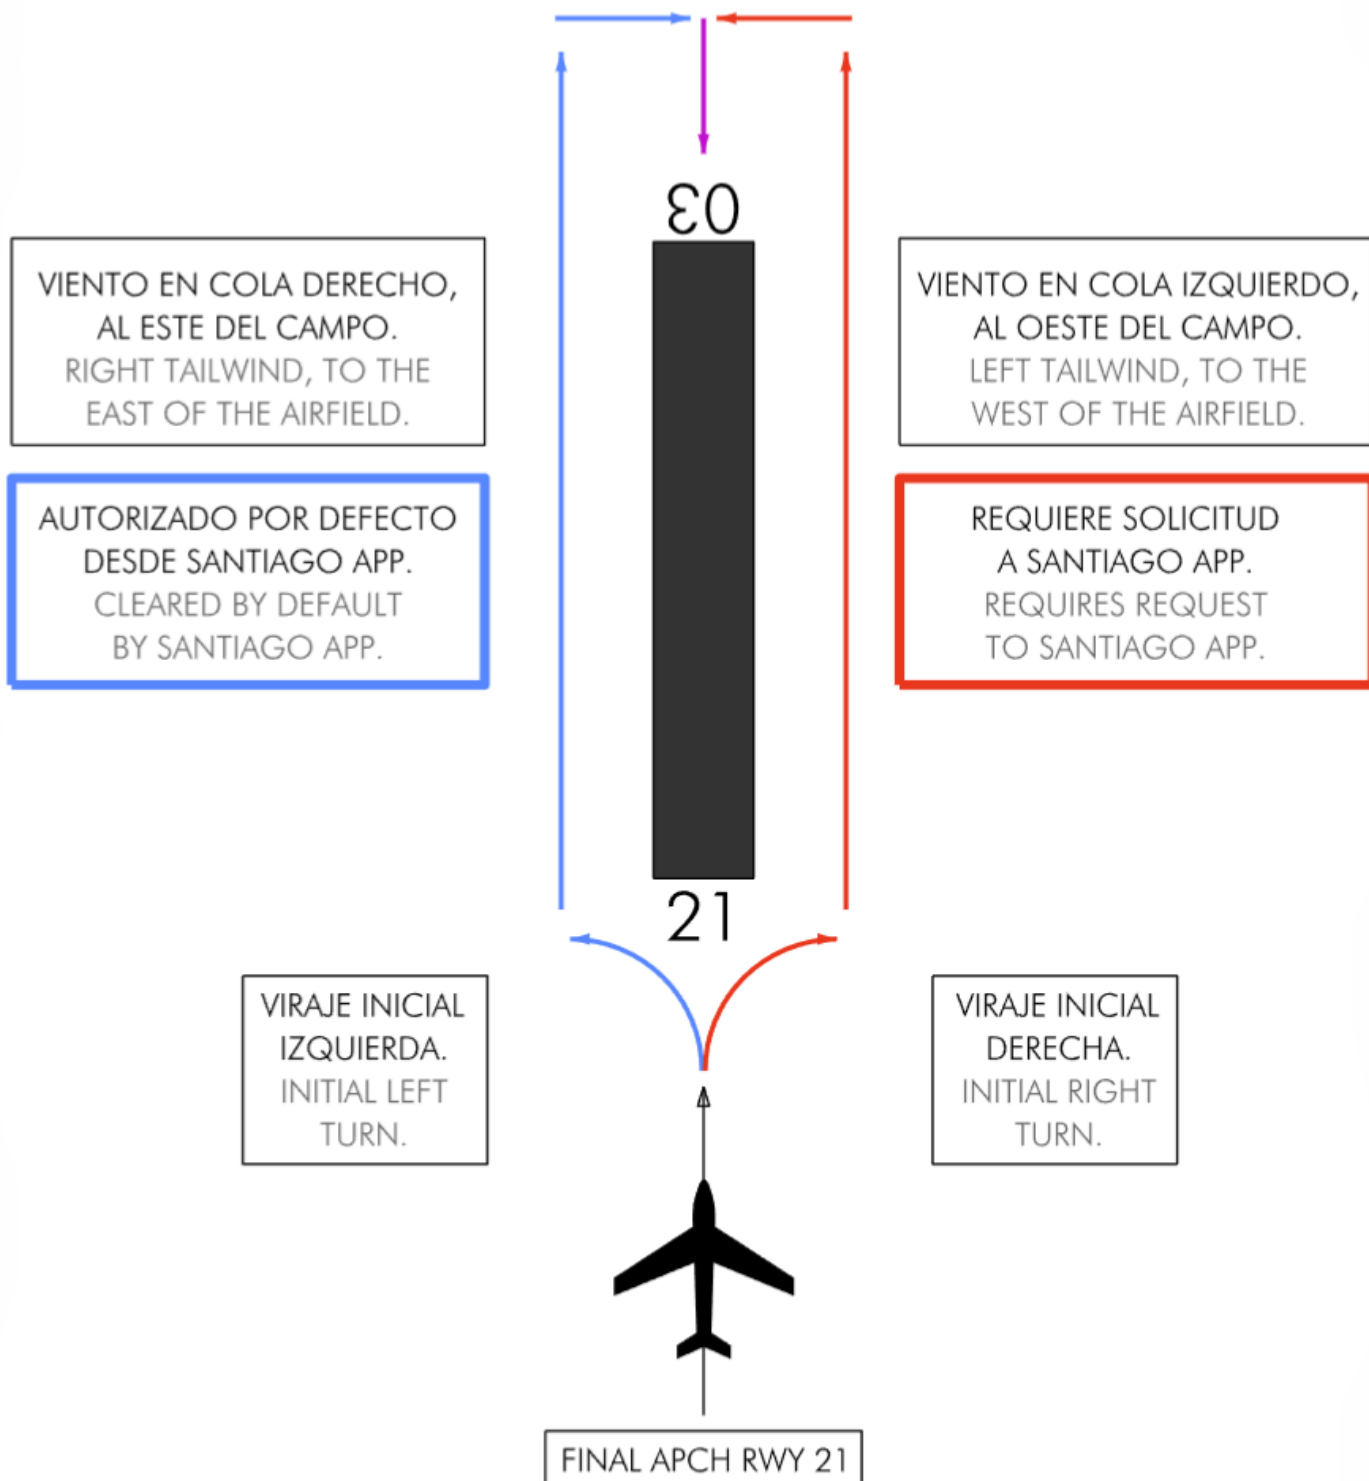 03
VIENTO EN COLA DERECHO,
AL ESTE DEL CAMPO.
RIGHT TAILWIND, TO THE
EAST OF THE AIRFIELD.
VIENTO EN COLA IZQUIERDO,
AL OESTE DEL CAMPO.
LEFT TAILWIND, TO THE
WEST OF THE AIRFIELD.
AUTORIZADO POR DEFECTO
DESDE SANTIAGO APP.
CLEARED BY DEFAULT
BY SANTIAGO APP.
REQUIERE SOLICITUD
A SANTIAGO APP.
REQUIRES REQUEST
TO SANTIAGO APP.
21
VIRAJE INICIAL
IZQUIERDA.
INITIAL LEFT
TURN.
VIRAJE INICIAL
DERECHA.
INITIAL RIGHT
TURN.
FINAL APCH RWY 21